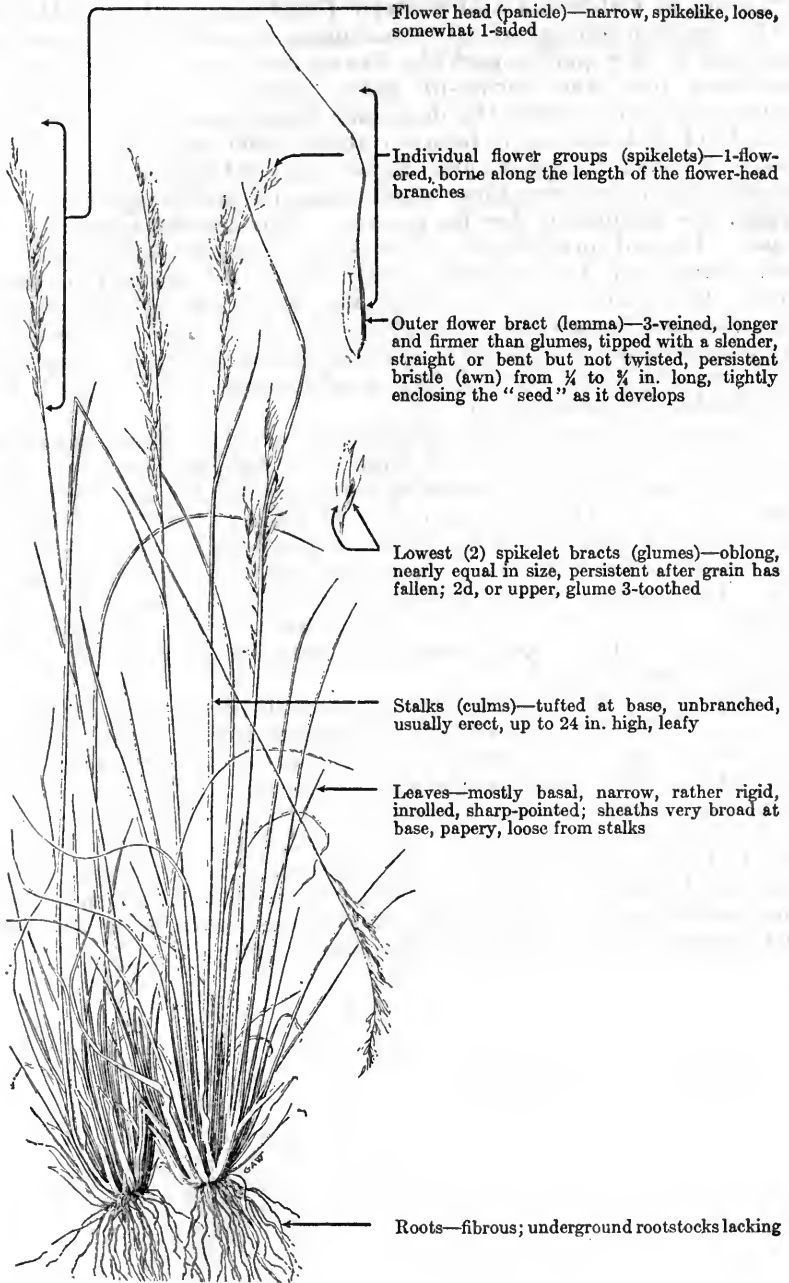 Flower head (panicle)—narrow, spikelike, loose,
somewhat 1-sided
Individual flower groups (spikelets)—1-flow-
ered, borne along the length of the flower-head
branches
Outer flower bract (lemma)—3-veined, longer
and firmer than glumes, tipped with a slender,
straight or bent but not twisted, persistent
bristle (awn) from ¼ to ¾ in. long, tightly
enclosing the "seed" as it develops
Lowest (2) spikelet bracts (glumes)—oblong,
nearly equal in size, persistent after grain has
fallen; 2d, or upper, glume 3-toothed
Stalks (culms)—tufted at base, unbranched,
usually erect, up to 24 in. high, leafy
Leaves—mostly basal, narrow, rather rigid,
inrolled, sharp-pointed; sheaths very broad at
base, papery, loose from stalks
GAW
Roots—fibrous; underground rootstocks lacking